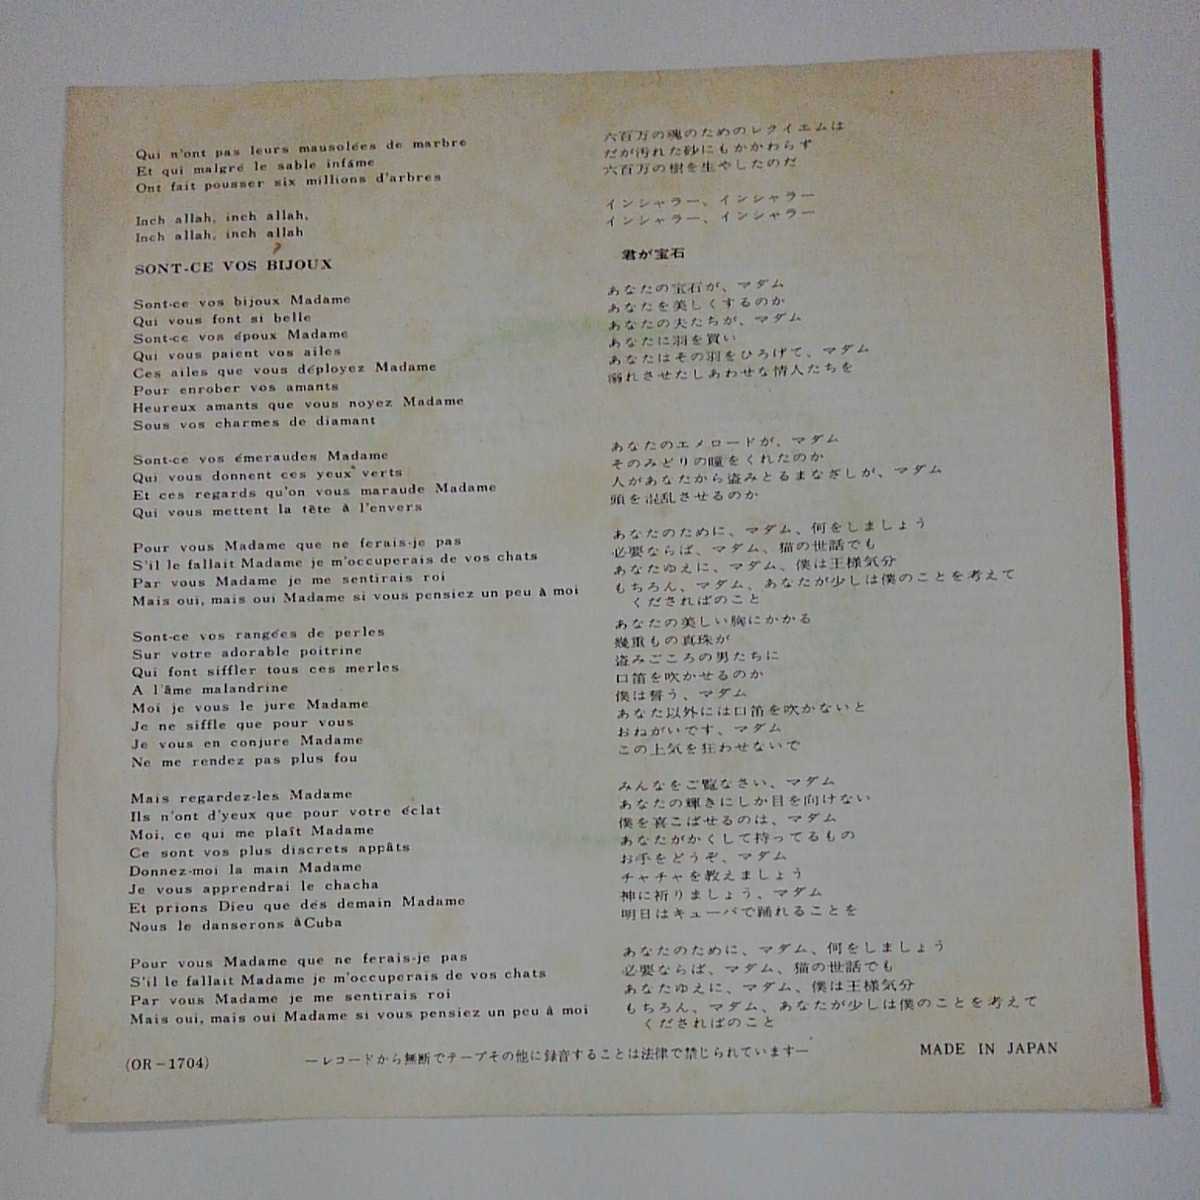 Qui n'ont pas leurs mausolées de marbre
Et qui malgré le sable infâme
Ont fait pousser six millions d'arbres
Inch allah, inch allah,
Inch allah, inch allah
SONT-CE VOS BIJOUX
Sont-ce vos bijoux Madame
Qui vous font si belle
Sont-ce vos époux Madame
Qui vous paient vos ailes
Ces ailes que vous déployez Madame
Pour enrober vos amants
Heureux amants que vous noyez Madame
Sous vos charmes de diamant
Sont-ce vos émeraudes Madame
Qui vous donnent ces yeux verts
Et ces regards qu'on vous maraude Madame
Qui vous mettent la tête à l'envers
Pour vous Madame que ne ferais-je pas
S'il le fallait Madame je m'occuperais de vos chats
Par vous Madame je me sentirais roi
Mais oui, mais oui Madame si vous pensiez un peu à moi
Sont-ce vos rangées de perles
Sur votre adorable poitrine
Qui font siffler tous ces merles
A l'âme malandrine
Moi je vous le jure Madame
Je ne siffle que pour vous
Je vous en conjure Madame
Ne me rendez pas plus fou
Mais regardez-les Madame
Ils n'ont d'yeux que pour votre éclat
Moi, ce qui me plaît Madame
Ce sont vos plus discrets appâts
Donnez-moi la main Madame
Je vous apprendrai le chacha
Et prions Dieu que dés demain Madame
Nous le danserons àCuba
Pour vous Madame que ne ferais-je pas
S'il le fallait Madame je m'occuperais de vos chats
Par vous Madame je me sentirais roi
Mais oui, mais oui Madame si vous pensiez un peu à moi
六百万の魂のためのレクイエムは
だが汚れた砂にもかかわらず
六百万の樹を生やしたのだ
インシャラー、インシャラー
インシャラー、インシャラー
君が宝石
あなたの宝石が、マダム
あなたを美しくするのか
あなたの夫たちが、マダム
あなたに羽を買い
あなたはその羽をひろげて、マダム
溺れさせたしあわせな情人たちを
あなたのエメロードが、マダム
そのみどりの瞳をくれたのか
人があなたから盗みとるまなざしが、マダム
頭を混乱させるのか
あなたのために、マダム、何をしましょう
必要ならば、マダム、猫の世話でも
あなたゆえに、マダム、僕は王様気分
もちろん、マダム、あなたが少しは僕のことを考えて
くださればのこと
あなたの美しい胸にかかる
幾重もの真珠が
盗みごころの男たちに
口笛を吹かせるのか
僕は誓う、マダム
あなた以外には口笛を吹かないと
おねがいです、マダム
この上気を狂わせないで
みんなをご覧なさい、マダム
あなたの輝きにしか目を向けない
僕を喜こばせるのは、マダム
あなたがかくして持ってるもの
お手をどうぞ、マダム
チャチャを教えましょう
神に祈りましょう、マダム
明日はキューバで踊れることを
あなたのために、マダム、何をしましょう
必要ならば、マダム、猫の世話でも
あなたゆえに、マダム、僕は王様気分
もちろん、マダム、あなたが少しは僕のことを考えて
くださればのこと
(OR－1704)
―レコードから無断でテープその他に録音することは法律で禁じられています―
MADE IN JAPAN